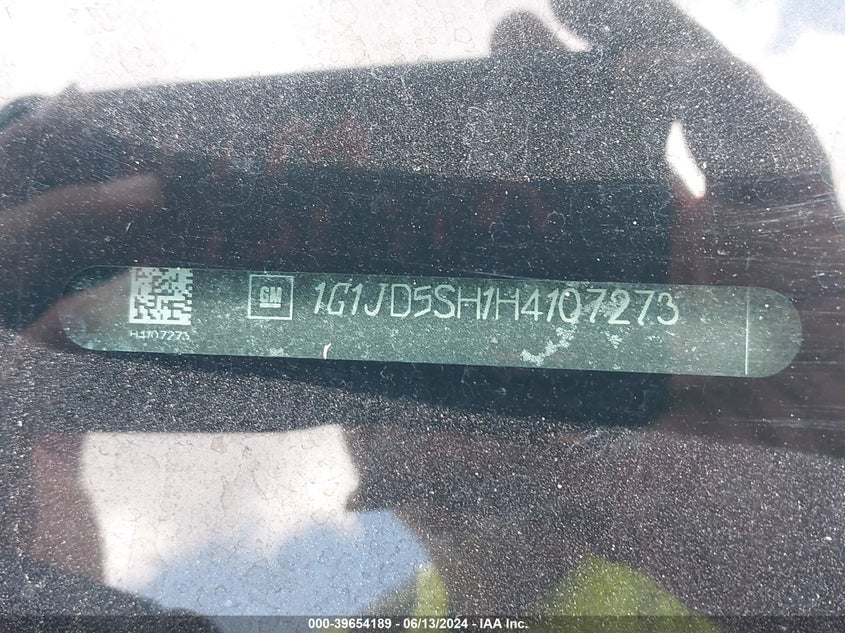 GM 1G1JD5SH1H4107273
H4107273
000-39654189 - 06/13/2024 - IAA Inc.